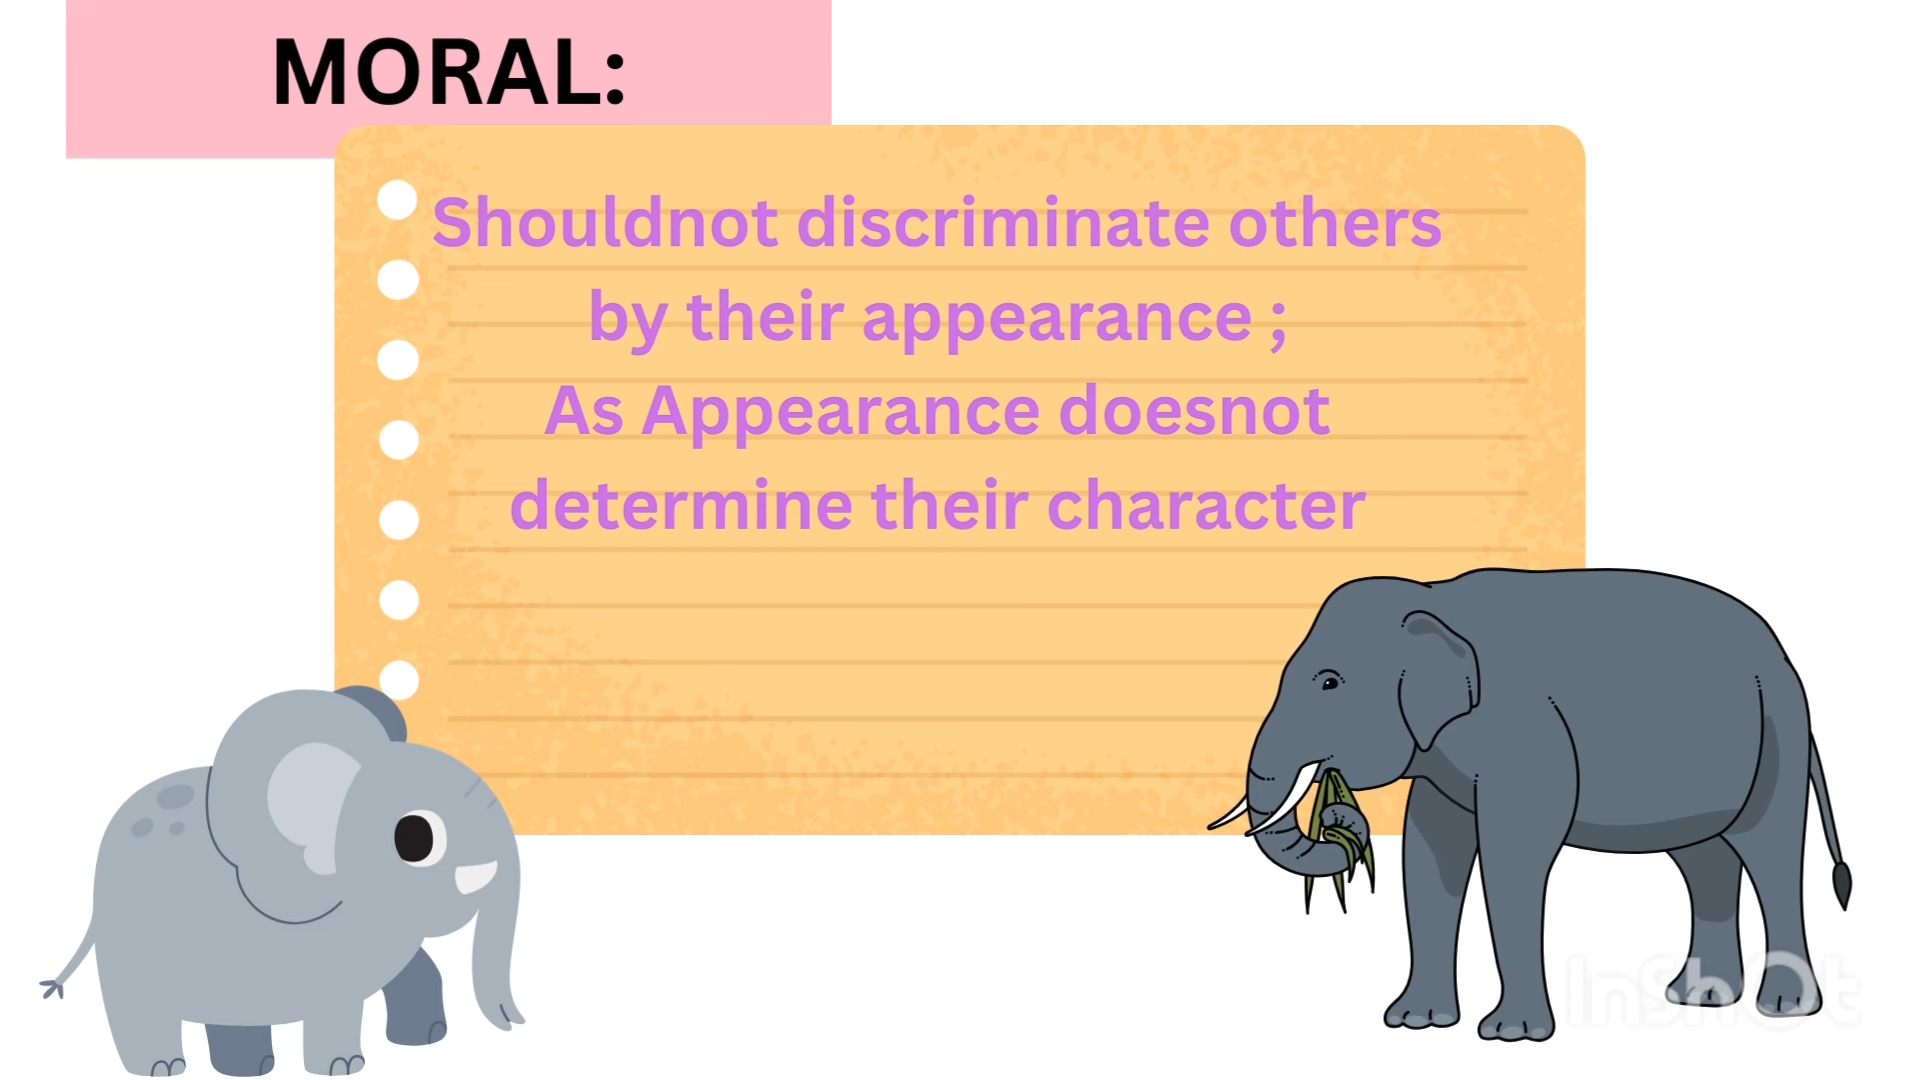 MORAL:
Shouldnot discriminate others
by their appearance ;
As Appearance doesnot
determine their character
InShOt